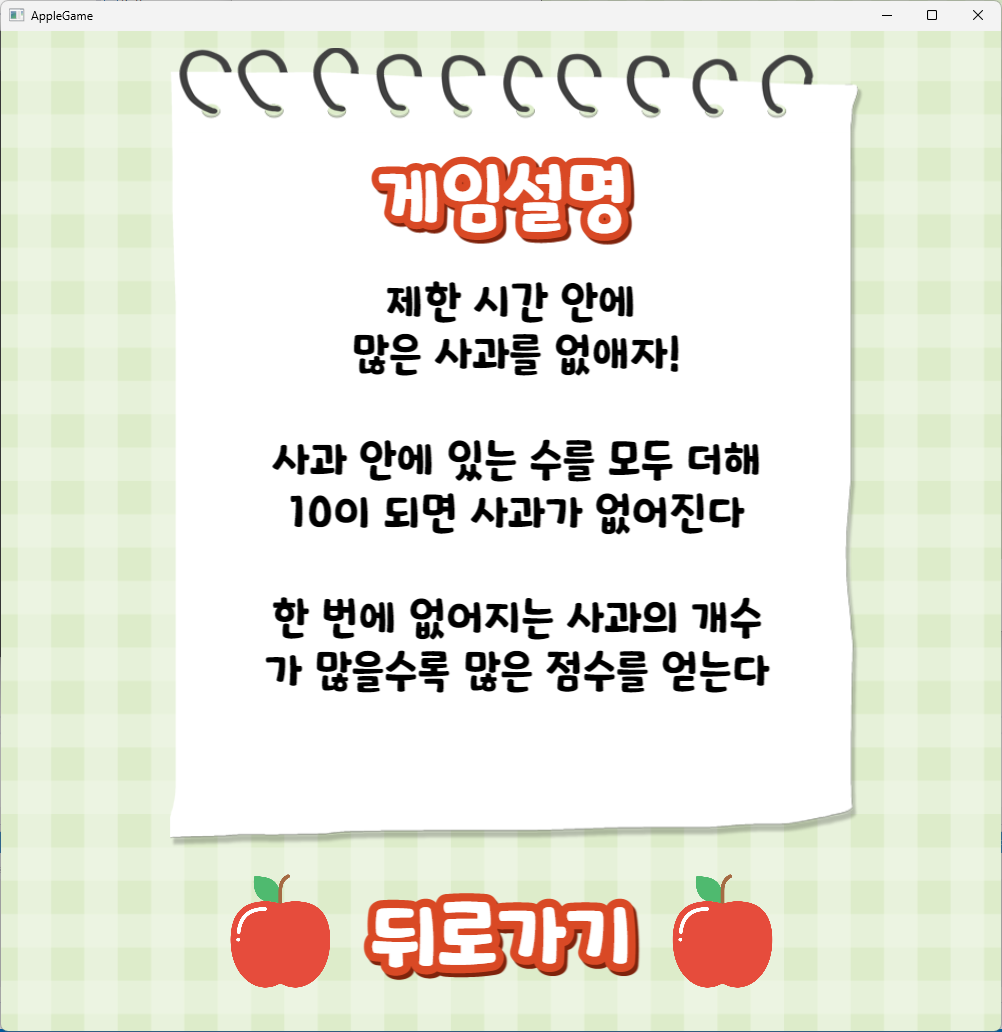 AppleGame
게임설명
제한 시간 안에
많은 사과를 없애자!
사과 안에 있는 수를 모두 더해
10이 되면 사과가 없어진다
한 번에 없어지는 사과의 개수
가 많을수록 많은 점수를 얻는다
뒤로가기